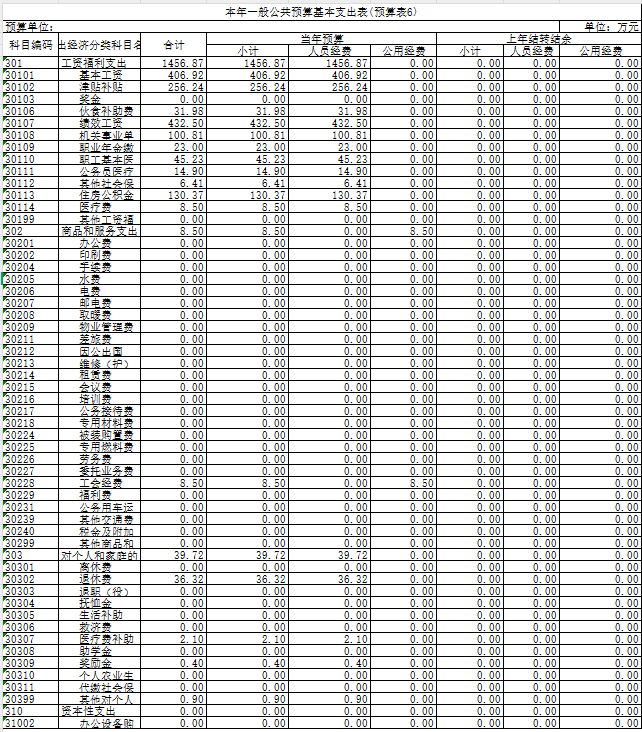 本年一般公共预算基本支出表(预算表6)
预算单位: 单位: 万元
科目编码 出经济分类科目名 合计 当年预算 上年结转结余
小计 人员经费 公用经费 小计 人员经费 公用经费
301 工资福利支出 1456.87 1456.87 1456.87 0.00 0.00 0.00 0.00
30101 基本工资 406.92 406.92 406.92 0.00 0.00 0.00 0.00
30102 津贴补贴 256.24 256.24 256.24 0.00 0.00 0.00 0.00
30103 奖金 0.00 0.00 0.00 0.00 0.00 0.00 0.00
30106 伙食补助费 31.98 31.98 31.98 0.00 0.00 0.00 0.00
30107 绩效工资 432.50 432.50 432.50 0.00 0.00 0.00 0.00
30108 机关事业单 100.81 100.81 100.81 0.00 0.00 0.00 0.00
30109 职业年金缴 23.00 23.00 23.00 0.00 0.00 0.00 0.00
30110 职工基本医 45.23 45.23 45.23 0.00 0.00 0.00 0.00
30111 公务员医疗 14.90 14.90 14.90 0.00 0.00 0.00 0.00
30112 其他社会保 6.41 6.41 6.41 0.00 0.00 0.00 0.00
30113 住房公积金 130.37 130.37 130.37 0.00 0.00 0.00 0.00
30114 医疗费 8.50 8.50 8.50 0.00 0.00 0.00 0.00
30199 其他工资福 0.00 0.00 0.00 0.00 0.00 0.00 0.00
302 商品和服务支出 8.50 8.50 0.00 8.50 0.00 0.00 0.00
30201 办公费 0.00 0.00 0.00 0.00 0.00 0.00 0.00
30202 印刷费 0.00 0.00 0.00 0.00 0.00 0.00 0.00
30204 手续费 0.00 0.00 0.00 0.00 0.00 0.00 0.00
30205 水费 0.00 0.00 0.00 0.00 0.00 0.00 0.00
30206 电费 0.00 0.00 0.00 0.00 0.00 0.00 0.00
30207 邮电费 0.00 0.00 0.00 0.00 0.00 0.00 0.00
30208 取暖费 0.00 0.00 0.00 0.00 0.00 0.00 0.00
30209 物业管理费 0.00 0.00 0.00 0.00 0.00 0.00 0.00
30211 差旅费 0.00 0.00 0.00 0.00 0.00 0.00 0.00
30212 因公出国 0.00 0.00 0.00 0.00 0.00 0.00 0.00
30213 维修（护） 0.00 0.00 0.00 0.00 0.00 0.00 0.00
30214 租赁费 0.00 0.00 0.00 0.00 0.00 0.00 0.00
30215 会议费 0.00 0.00 0.00 0.00 0.00 0.00 0.00
30216 培训费 0.00 0.00 0.00 0.00 0.00 0.00 0.00
30217 公务接待费 0.00 0.00 0.00 0.00 0.00 0.00 0.00
30218 专用材料费 0.00 0.00 0.00 0.00 0.00 0.00 0.00
30224 被装购置费 0.00 0.00 0.00 0.00 0.00 0.00 0.00
30225 专用燃料费 0.00 0.00 0.00 0.00 0.00 0.00 0.00
30226 劳务费 0.00 0.00 0.00 0.00 0.00 0.00 0.00
30227 委托业务费 0.00 0.00 0.00 0.00 0.00 0.00 0.00
30228 工会经费 8.50 8.50 0.00 8.50 0.00 0.00 0.00
30229 福利费 0.00 0.00 0.00 0.00 0.00 0.00 0.00
30231 公务用车运 0.00 0.00 0.00 0.00 0.00 0.00 0.00
30239 其他交通费 0.00 0.00 0.00 0.00 0.00 0.00 0.00
30240 税金及附加 0.00 0.00 0.00 0.00 0.00 0.00 0.00
30299 其他商品和 0.00 0.00 0.00 0.00 0.00 0.00 0.00
303 对个人和家庭的 39.72 39.72 39.72 0.00 0.00 0.00 0.00
30301 离休费 0.00 0.00 0.00 0.00 0.00 0.00 0.00
30302 退休费 36.32 36.32 36.32 0.00 0.00 0.00 0.00
30303 退职（役） 0.00 0.00 0.00 0.00 0.00 0.00 0.00
30304 抚恤金 0.00 0.00 0.00 0.00 0.00 0.00 0.00
30305 生活补助 0.00 0.00 0.00 0.00 0.00 0.00 0.00
30306 救济费 0.00 0.00 0.00 0.00 0.00 0.00 0.00
30307 医疗费补助 2.10 2.10 2.10 0.00 0.00 0.00 0.00
30308 助学金 0.00 0.00 0.00 0.00 0.00 0.00 0.00
30309 奖励金 0.40 0.40 0.40 0.00 0.00 0.00 0.00
30310 个人农业生 0.00 0.00 0.00 0.00 0.00 0.00 0.00
30311 代缴社会保 0.00 0.00 0.00 0.00 0.00 0.00 0.00
30399 其他对个人 0.90 0.90 0.90 0.00 0.00 0.00 0.00
310 资本性支出 0.00 0.00 0.00 0.00 0.00 0.00 0.00
31002 办公设备购 0.00 0.00 0.00 0.00 0.00 0.00 0.00